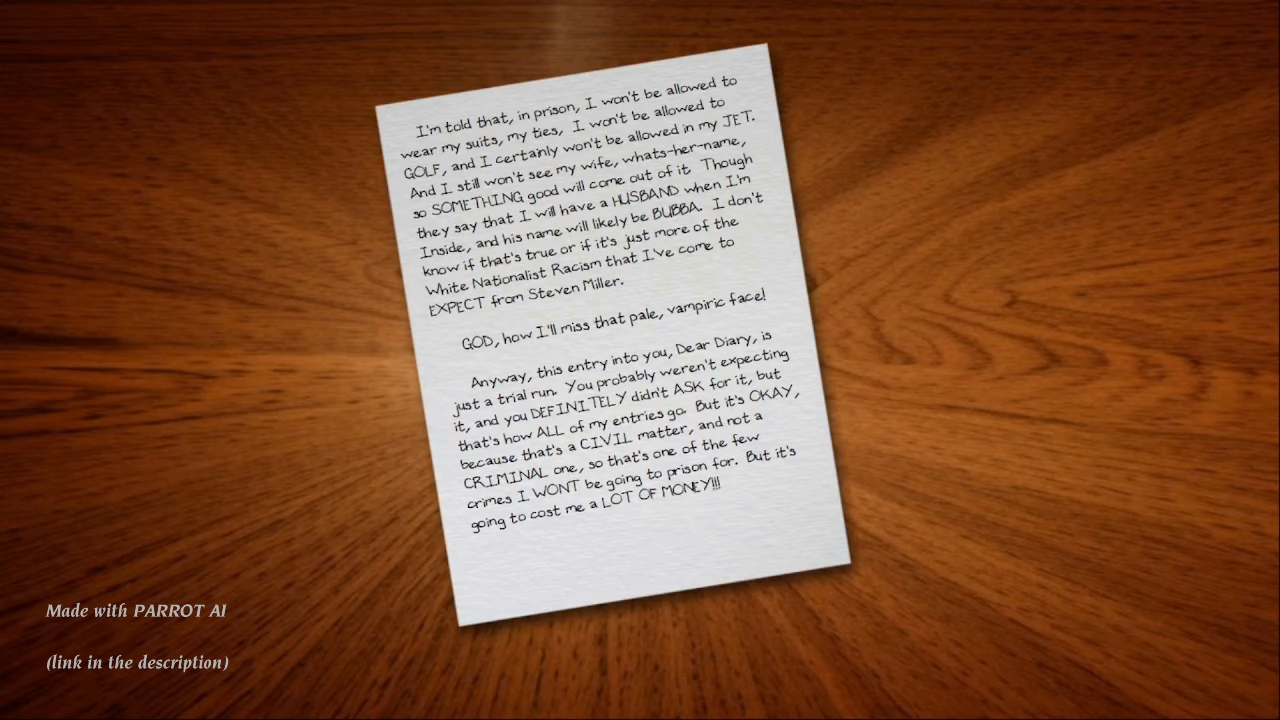 I'm told that, in prison, I won't be allowed to
wear my suits, my ties, I won't be allowed to
GOLF, and I certainly won't be allowed in my JET.
And I still won't see my wife, whats-her-name,
so SOMETHING good will come out of it. Though
they say that I will have a HUSBAND when I'm
Inside, and his name will likely be BUBBA. I don't
know if that's true or if it's just more of the
White Nationalist Racism that I've come to
EXPECT from Steven Miller.
GOD, how I'll miss that pale, vampiric face!
Anyway, this entry into you, Dear Diary, is
just a trial run. You probably weren't expecting
it, and you DEFINITELY didn't ASK for it, but
that's how ALL of my entries go. But it's OKAY,
because that's a CIVIL matter, and not a
CRIMINAL one, so that's one of the few
crimes I WONT be going to prison for. But it's
going to cost me a LOT OF MONEY!!!
Made with PARROT AI
(link in the description)